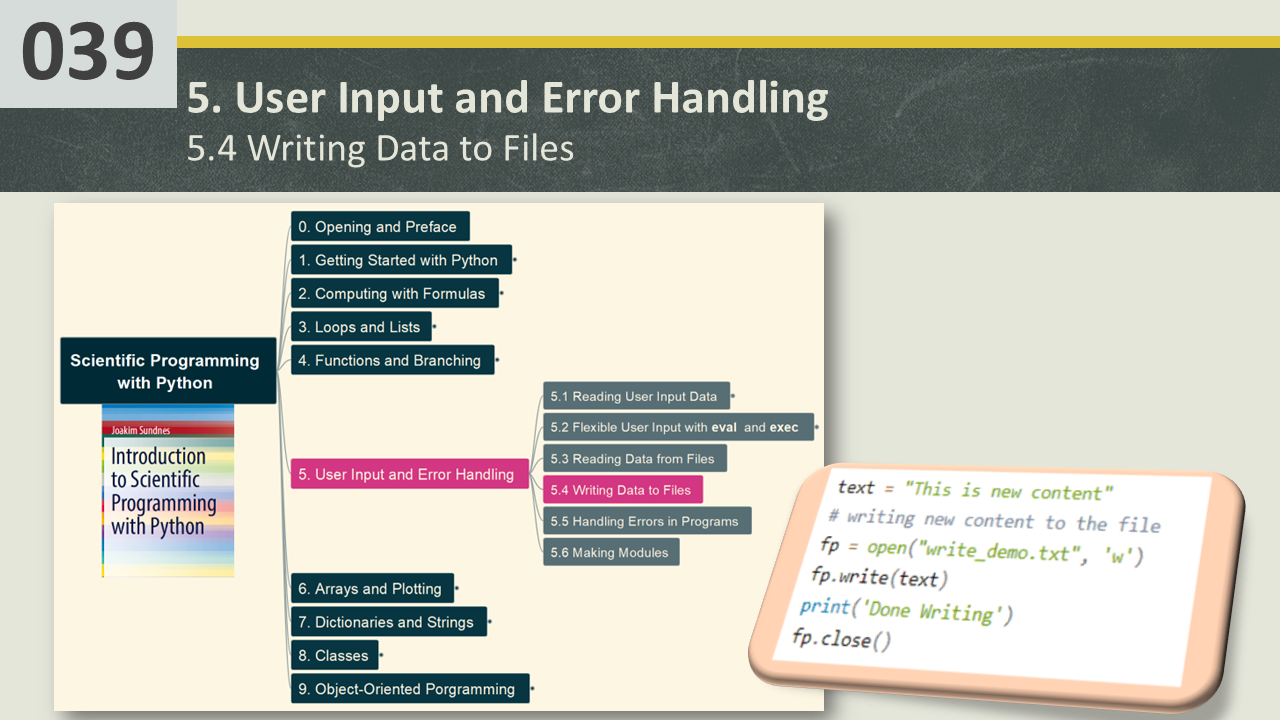 039
5. User Input and Error Handling
5.4 Writing Data to Files
0. Opening and Preface
1. Getting Started with Python
2. Computing with Formulas
3. Loops and Lists
4. Functions and Branching
Scientific Programming
with Python
Joakim Sundnes
Introduction
to Scientific
Programming
with Python
5. User Input and Error Handling
5.1 Reading User Input Data
5.2 Flexible User Input with eval and exec
5.3 Reading Data from Files
5.4 Writing Data to Files
5.5 Handling Errors in Programs
5.6 Making Modules
6. Arrays and Plotting
7. Dictionaries and Strings
8. Classes
9. Object-Oriented Porgramming
text = "This is new content"
# writing new content to the file
fp = open("write_demo.txt", 'w')
fp.write(text)
print('Done Writing')
fp.close()